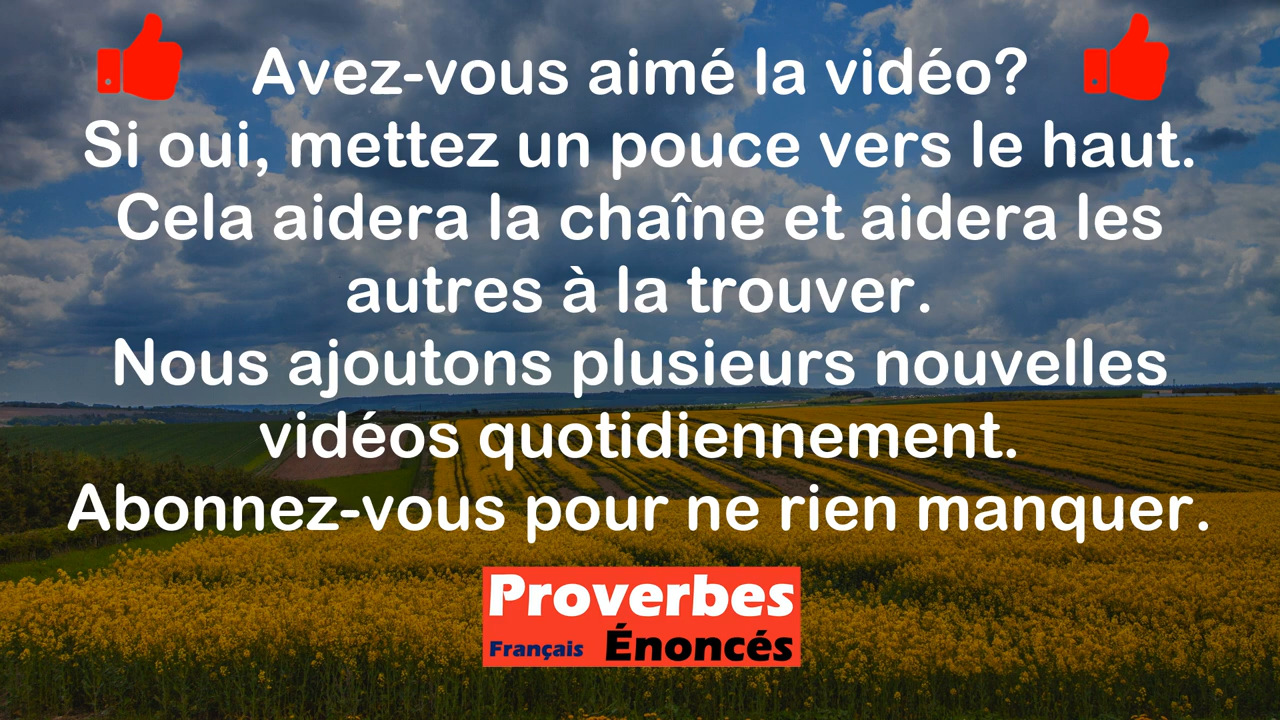 Avez-vous aimé la vidéo?
Si oui, mettez un pouce vers le haut.
Cela aidera la chaîne et aidera les
autres à la trouver.
Nous ajoutons plusieurs nouvelles
vidéos quotidiennement.
Abonnez-vous pour ne rien manquer.
Proverbes
Français Énoncés